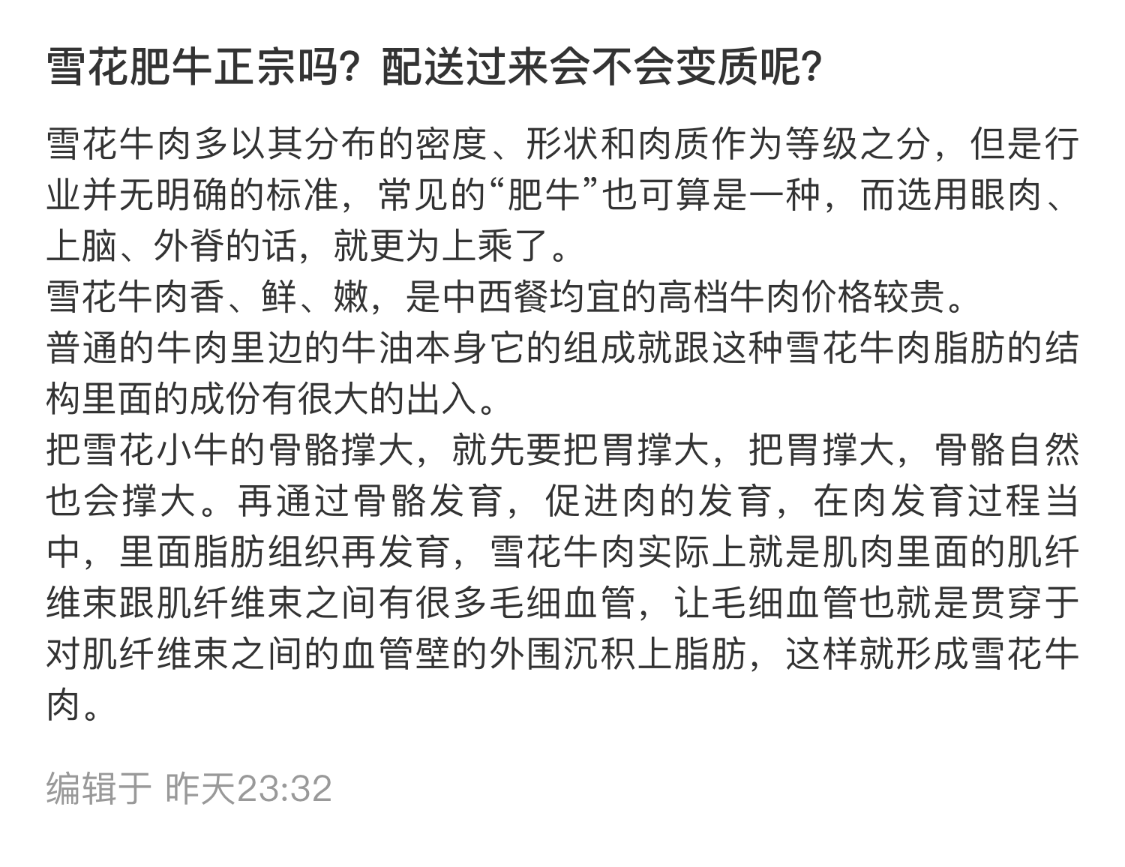 雪花肥牛正宗吗？配送过来会不会变质呢？
雪花牛肉多以其分布的密度、形状和肉质作为等级之分，但是行
业并无明确的标准，常见的“肥牛”也可算是一种，而选用眼肉、
上脑、外脊的话，就更为上乘了。
雪花牛肉香、鲜、嫩，是中西餐均宜的高档牛肉价格较贵。
普通的牛肉里边的牛油本身它的组成就跟这种雪花牛肉脂肪的结
构里面的成份有很大的出入。
把雪花小牛的骨骼撑大，就先要把胃撑大，把胃撑大，骨骼自然
也会撑大。再通过骨骼发育，促进肉的发育，在肉发育过程当
中，里面脂肪组织再发育，雪花牛肉实际上就是肌肉里面的肌纤
维束跟肌纤维束之间有很多毛细血管，让毛细血管也就是贯穿于
对肌纤维束之间的血管壁的外围沉积上脂肪，这样就形成雪花牛
肉。
编辑于 昨天23:32